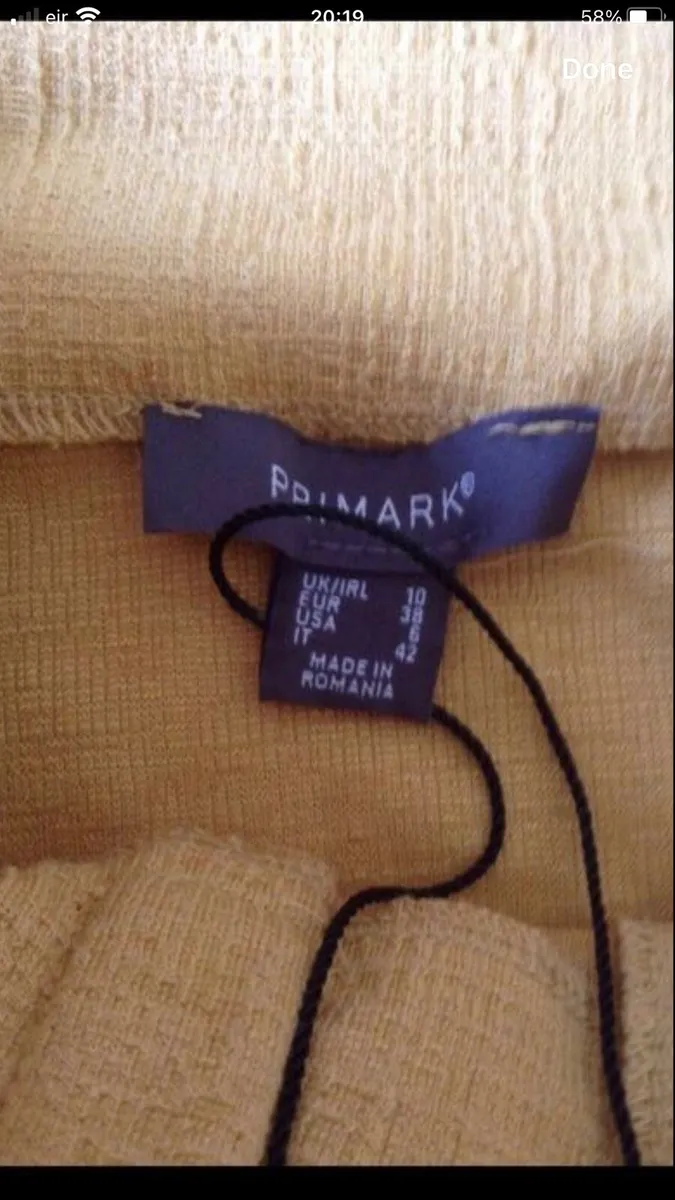 eir 20:19 58%
Done
PRIMARK®
UK/IRL 10
EUR 38
USA 6
IT 42
MADE IN
ROMANIA